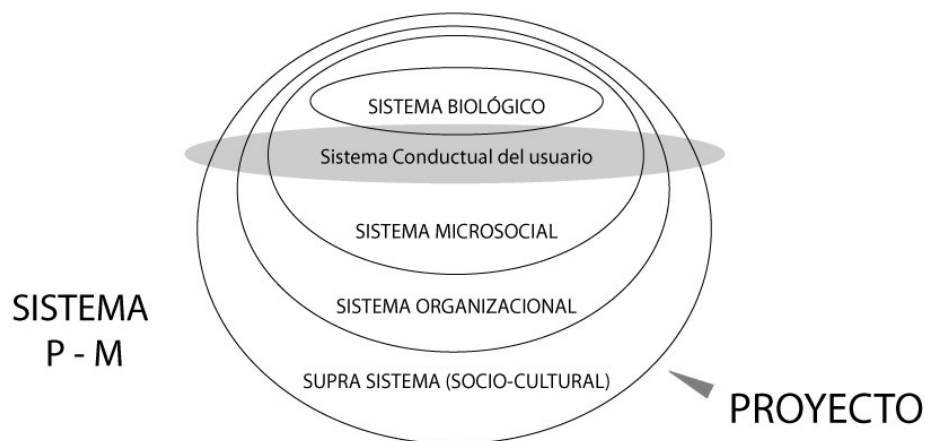 SISTEMA BIOLÓGICO
Sistema Conductual del usuario
SISTEMA MICROSOCIAL
SISTEMA ORGANIZACIONAL
SUPRA SISTEMA (SOCIO-CULTURAL)
SISTEMA
P - M
PROYECTO